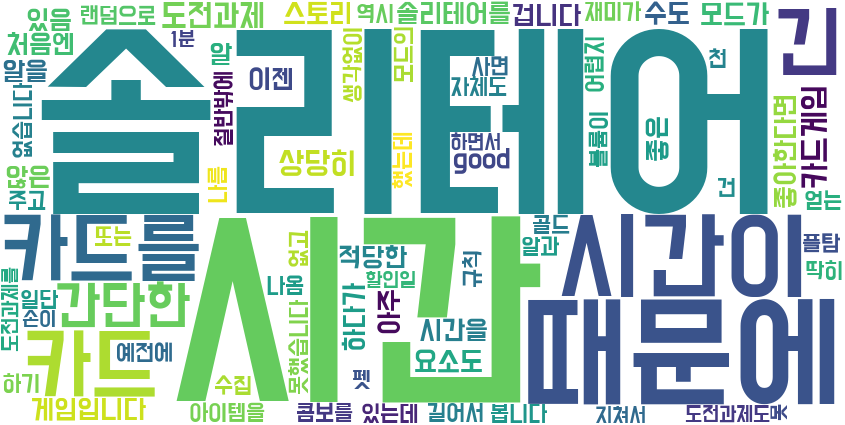 있음 랜덤으로 도전과제 스토리 역시 솔리테어를 겁니다 재미가 수도 모드가 긴
처음엔 1분 알 이젠 생각없이 모드의 사면 자제도 어렵지 천
알을 없습니다 절반밖에 솔리테어 좋아한다면 카드게임
않은 주고 나름 상당히 했는데 하면서 good 볼륨이 좋은 건 얻는
카드를 또는 없고 적당한 규칙 골드 알과 시간이 플탐
도전과제를 일단 손이 간단한 시간 나옴 할인일 아주 딱히
카드 예전에 못했습니다 하다가 시간을 요소도 때문에
하기 수집 펫
게임입니다 아이템을 콤보를 있는데 길어서 봅니다 지쳐서 도전과제도 못